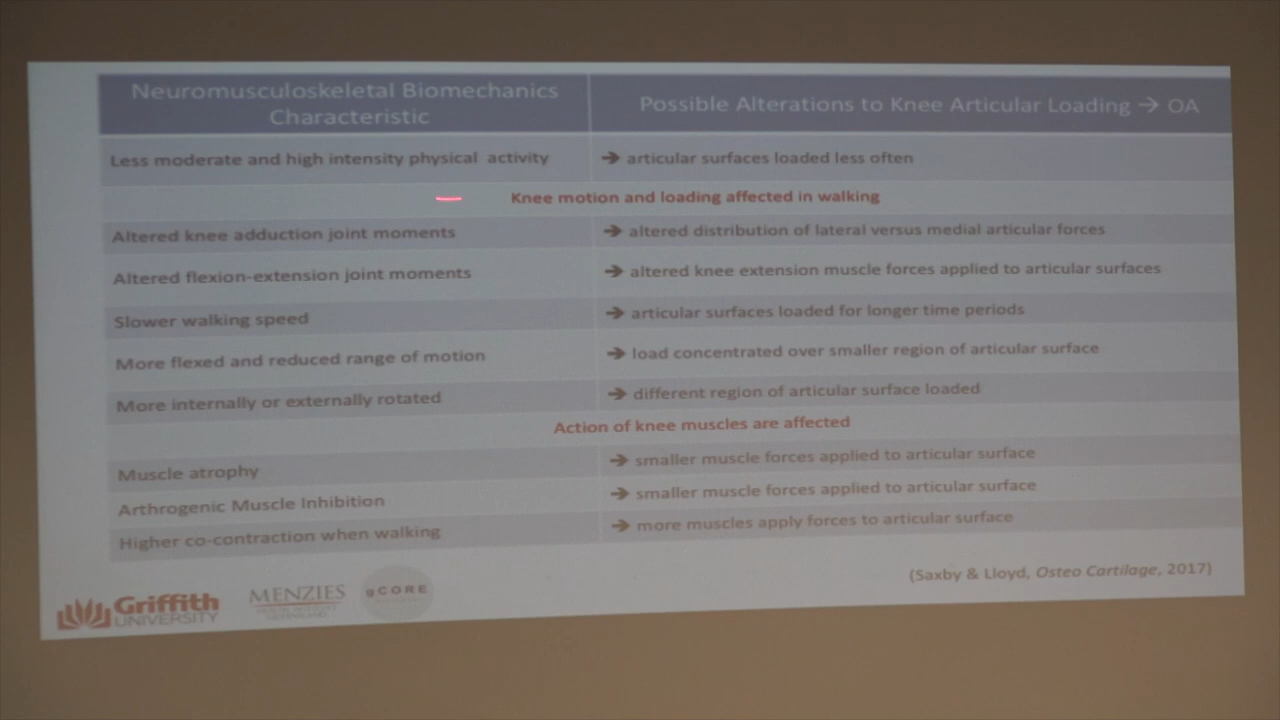 Neuromusculoskeletal Biomechanics
Characteristic
Possible Alterations to Knee Articular Loading → OA
Less moderate and high intensity physical activity
→ articular surfaces loaded less often
Knee motion and loading affected in walking
Altered knee adduction joint moments
→ altered distribution of lateral versus medial articular forces
Altered flexion-extension joint moments
→ altered knee extension muscle forces applied to articular surfaces
Slower walking speed
→ articular surfaces loaded for longer time periods
More flexed and reduced range of motion
→ load concentrated over smaller region of articular surface
More internally or externally rotated
→ different region of articular surface loaded
Action of knee muscles are affected
Muscle atrophy
→ smaller muscle forces applied to articular surface
Arthrogenic Muscle Inhibition
→ smaller muscle forces applied to articular surface
Higher co-contraction when walking
→ more muscles apply forces to articular surface
(Saxby & Lloyd, Osteo Cartilage, 2017)
Griffith
UNIVERSITY
MENZIES
gCORE